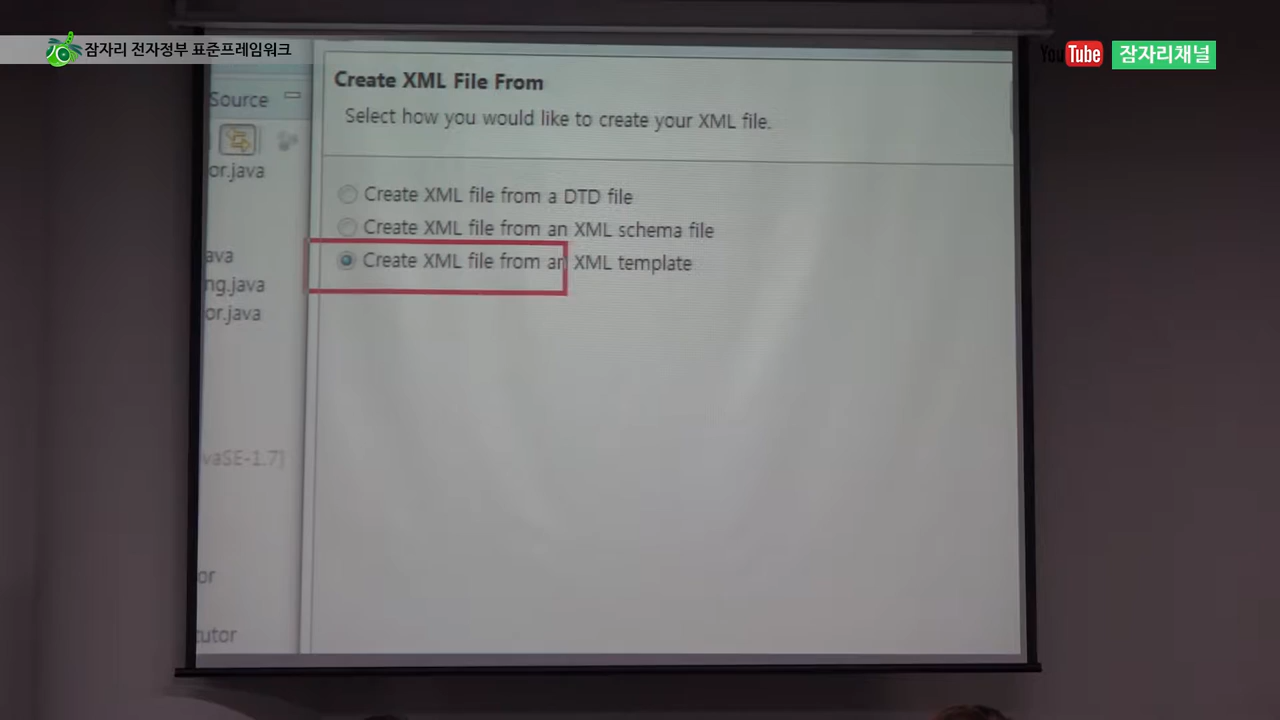 잠자리 전자정부 표준프레임워크
YouTube 잠자리채널
Create XML File From
Select how you would like to create your XML file.
Create XML file from a DTD file
Create XML file from an XML schema file
Create XML file from an XML template
Source
or.java
ava
ng.java
or.java
vaSE-1.7]
or
tutor